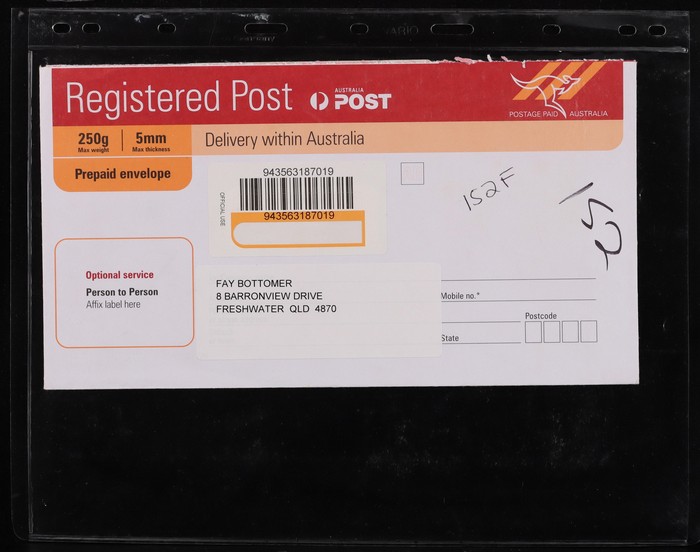 Registered Post
AUSTRALIA
POST
POSTAGE PAID AUSTRALIA
250g
Max weight
5mm
Max thickness
Delivery within Australia
Prepaid envelope
943563187019
OFFICIAL USE
943563187019
152F
Optional service
Person to Person
Affix label here
FAY BOTTOMER
8 BARRONVIEW DRIVE
FRESHWATER QLD 4870
Mobile no.*
Postcode
State